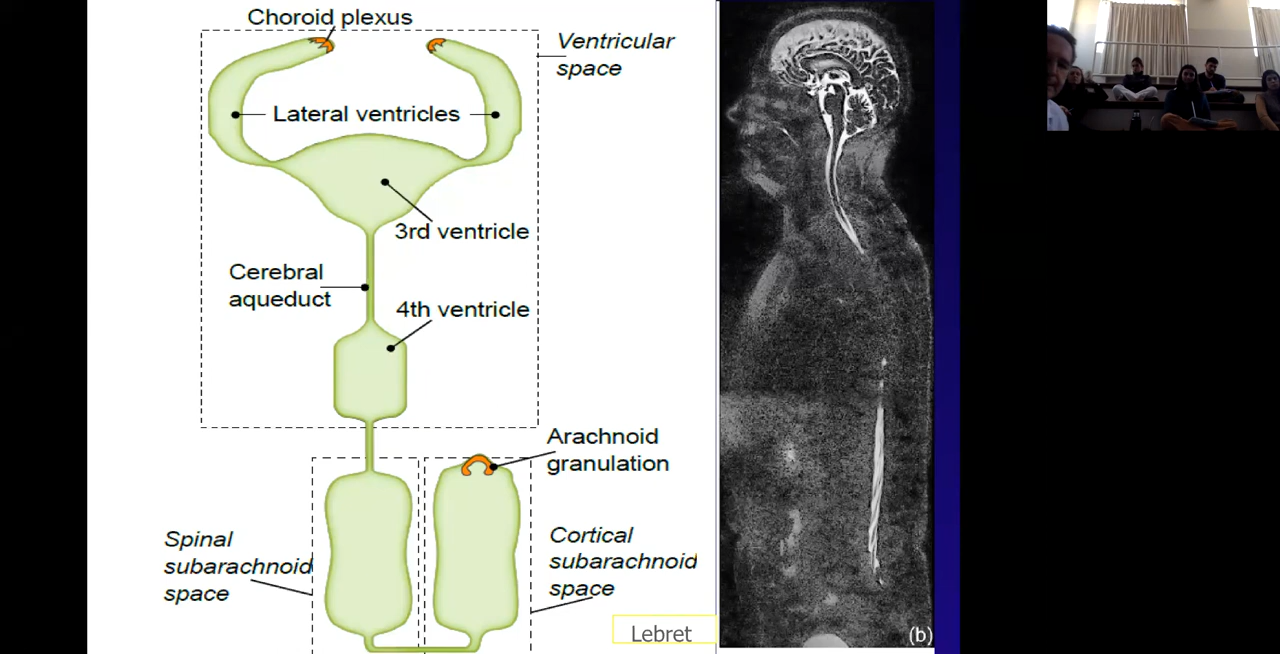 Choroid plexus
Ventricular
space
Lateral ventricles
3rd ventricle
Cerebral
aqueduct
4th ventricle
Arachnoid
granulation
Spinal
subarachnoid
space
Cortical
subarachnoid
space
Lebret
(b)